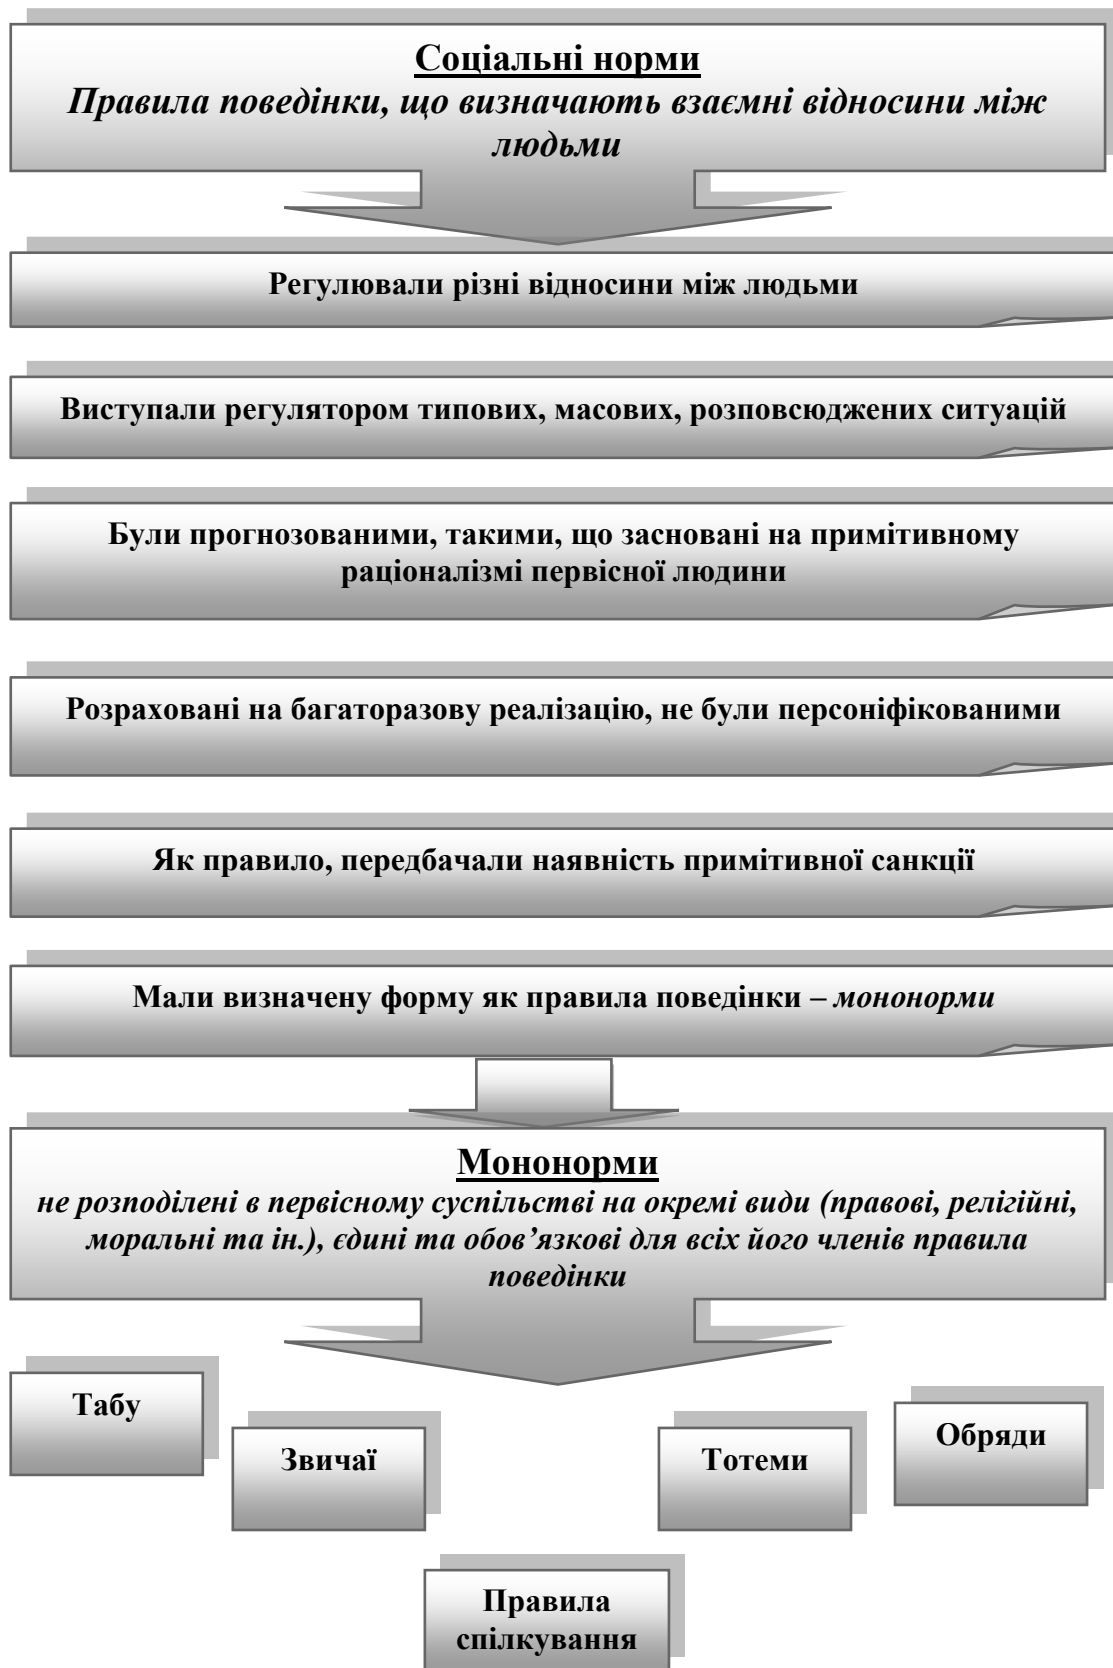 Соціальні норми
Правила поведінки, що визначають взаємні відносини між
людьми
Регулювали різні відносини між людьми
Виступали регулятором типових, масових, розповсюджених ситуацій
Були прогнозованими, такими, що засновані на примітивному
раціоналізмі первісної людини
Розраховані на багаторазову реалізацію, не були персоніфікованими
Як правило, передбачали наявність примітивної санкції
Мали визначену форму як правила поведінки – мононорми
Мононорми
не розподілені в первісному суспільстві на окремі види (правові, релігійні,
моральні та ін.), єдині та обов’язкові для всіх його членів правила
поведінки
Табу
Звичаї
Тотеми
Обряди
Правила
спілкування